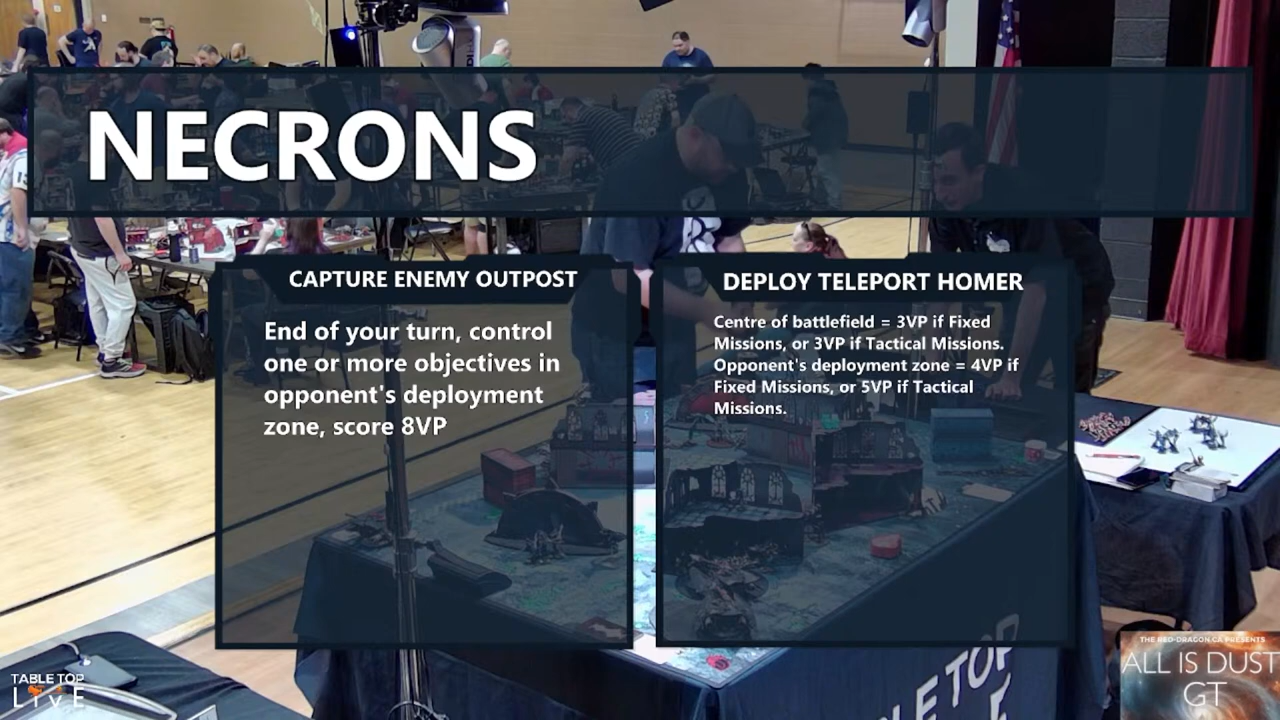 NECRONS
CAPTURE ENEMY OUTPOST
End of your turn, control
one or more objectives in
opponent's deployment
zone, score 8VP
DEPLOY TELEPORT HOMER
Centre of battlefield = 3VP if Fixed
Missions, or 3VP if Tactical Missions.
Opponent's deployment zone = 4VP if
Fixed Missions, or 5VP if Tactical
Missions.
TABLE TOP
LiVE
LE TOP
THE RED-DRAGON.CA PRESENTS
ALL IS DUST
GT